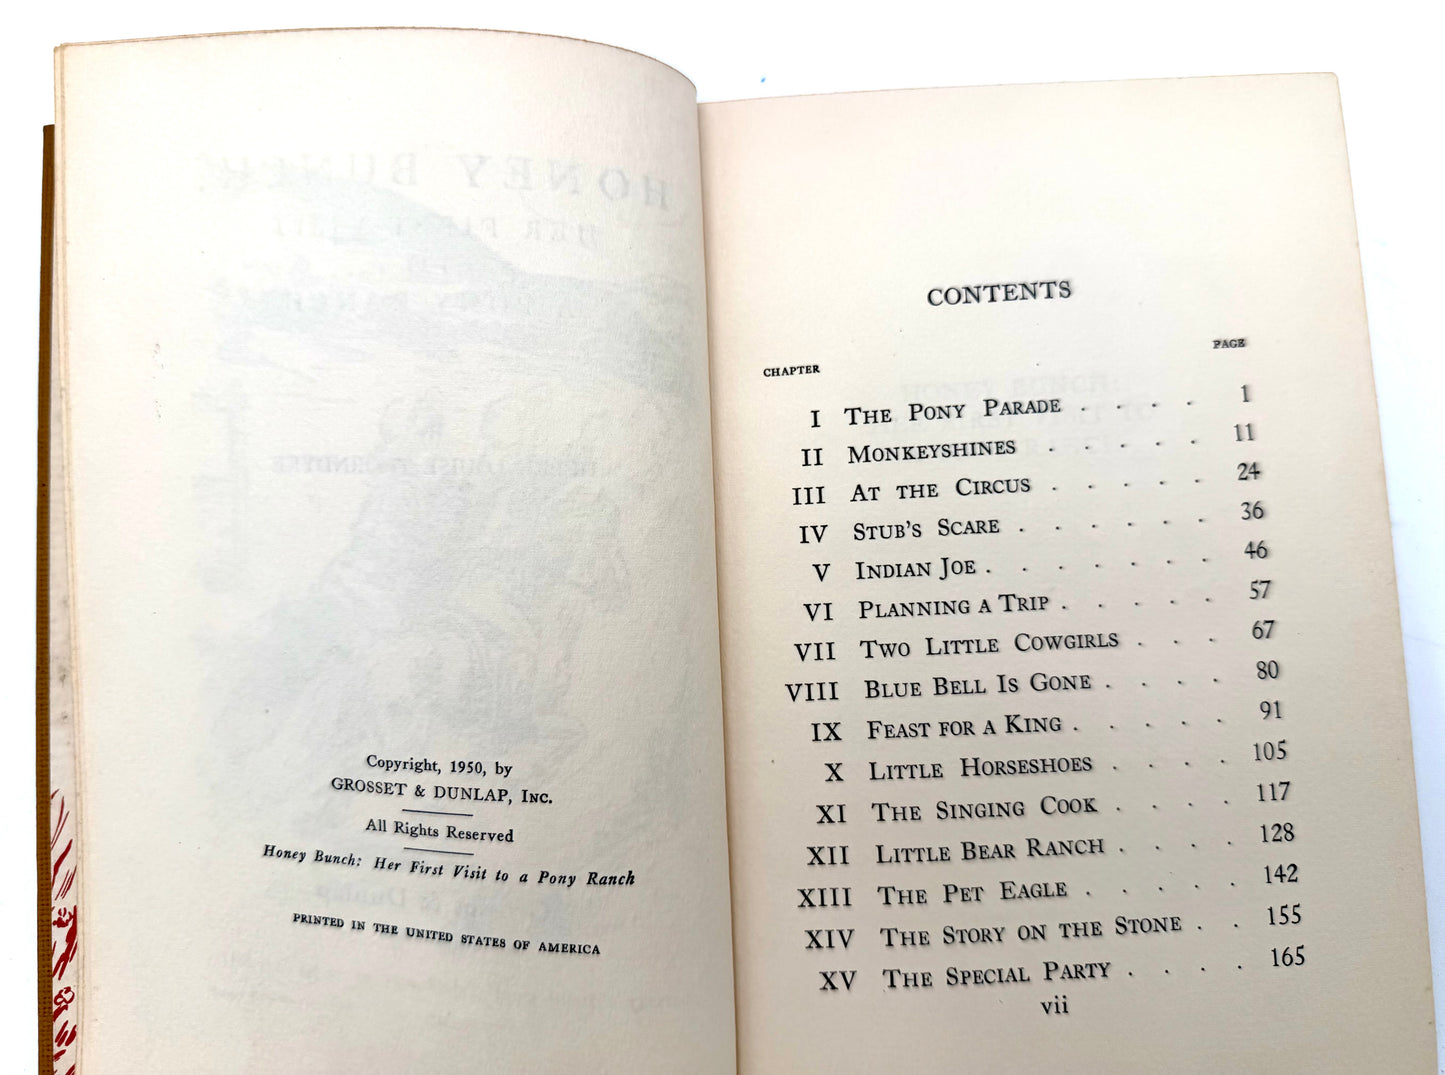 Copyright, 1950, by
GROSSET & DUNLAP, INC.
All Rights Reserved
Honey Bunch: Her First Visit to a Pony Ranch
PRINTED IN THE UNITED STATES OF AMERICA
CONTENTS
CHAPTER PAGE
I THE PONY PARADE . . . . 1
II MONKEYSHINES . . . . . 11
III AT THE CIRCUS . . . . . 24
IV STUB'S SCARE . . . . . . 36
V INDIAN JOE . . . . . . . 46
VI PLANNING A TRIP . . . . . 57
VII TWO LITTLE COWGIRLS . . . 67
VIII BLUE BELL IS GONE . . . . 80
IX FEAST FOR A KING . . . . . 91
X LITTLE HORSESHOES . . . . 105
XI THE SINGING COOK . . . . 117
XII LITTLE BEAR RANCH . . . . 128
XIII THE PET EAGLE . . . . . 142
XIV THE STORY ON THE STONE . . 155
XV THE SPECIAL PARTY . . . . 165
vii